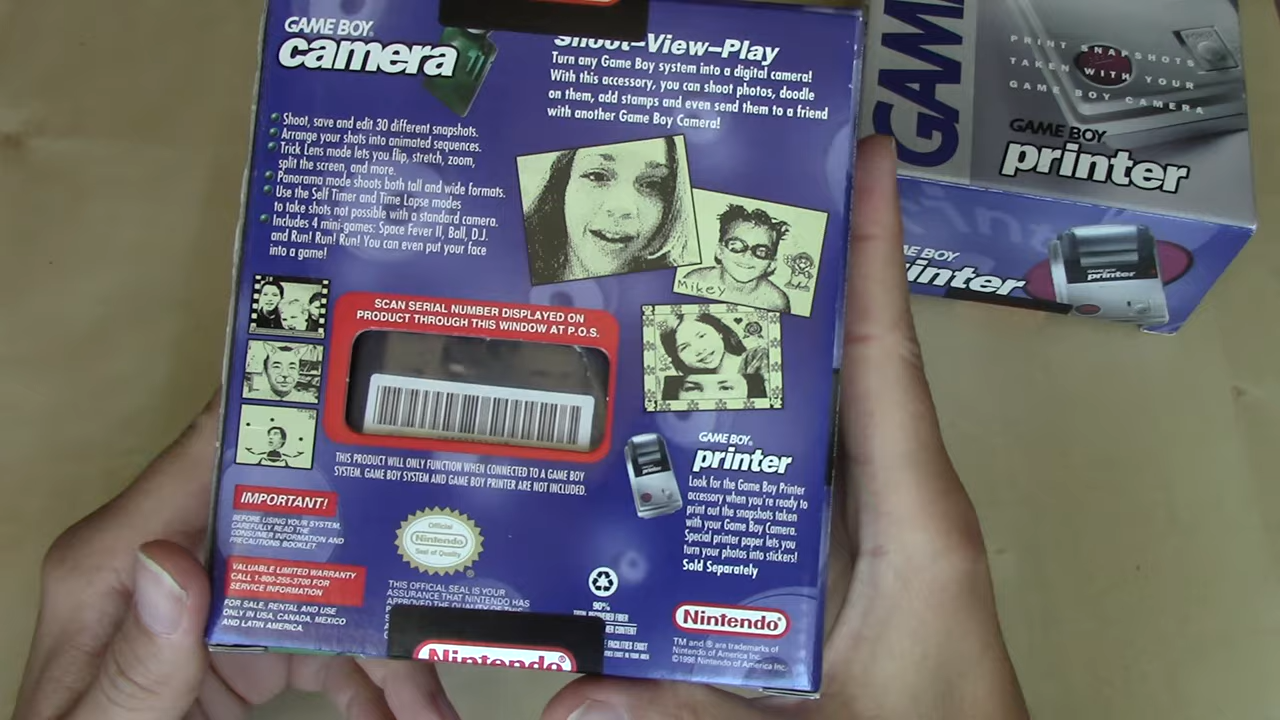 GAME BOY®
camera
Shoot-View-Play
Turn any Game Boy system into a digital camera!
With this accessory, you can shoot photos, doodle
on them, add stamps and even send them to a friend
with another Game Boy Camera!
Shoot, save and edit 30 different snapshots.
Arrange your shots into animated sequences.
Trick Lens mode lets you flip, stretch, zoom,
split the screen, and more.
Panorama mode shoots both tall and wide formats.
Use the Self Timer and Time Lapse modes
to take shots not possible with a standard camera.
Includes 4 mini-games: Space Fever II, Ball, D.J.
and Run! Run! Run! You can even put your face
into a game!
Mikey
SCAN SERIAL NUMBER DISPLAYED ON
PRODUCT THROUGH THIS WINDOW AT P.O.S.
THIS PRODUCT WILL ONLY FUNCTION WHEN CONNECTED TO A GAME BOY
SYSTEM. GAME BOY SYSTEM AND GAME BOY PRINTER ARE NOT INCLUDED.
GAME BOY®
printer
Look for the Game Boy Printer
accessory when you're ready to
print out the snapshots taken
with your Game Boy Camera.
Special printer paper lets you
turn your photos into stickers!
Sold Separately
IMPORTANT!
BEFORE USING YOUR SYSTEM,
CAREFULLY READ THE
CONSUMER INFORMATION AND
PRECAUTIONS BOOKLET.
VALUABLE LIMITED WARRANTY
CALL 1-800-255-3700 FOR
SERVICE INFORMATION
FOR SALE, RENTAL AND USE
ONLY IN USA, CANADA, MEXICO
AND LATIN AMERICA.
Official
Nintendo
Seal of Quality
THIS OFFICIAL SEAL IS YOUR
ASSURANCE THAT NINTENDO HAS
APPROVED THE QUALITY OF THIS
90%
Nintendo®
Nintendo®
TM and ® are trademarks of
Nintendo of America Inc.
©1998 Nintendo of America Inc.
GAM
PRINT SNAPSHOTS
TAKEN WITH YOUR
GAME BOY CAMERA
GAME BOY
printer
ME BOY
inter
printer